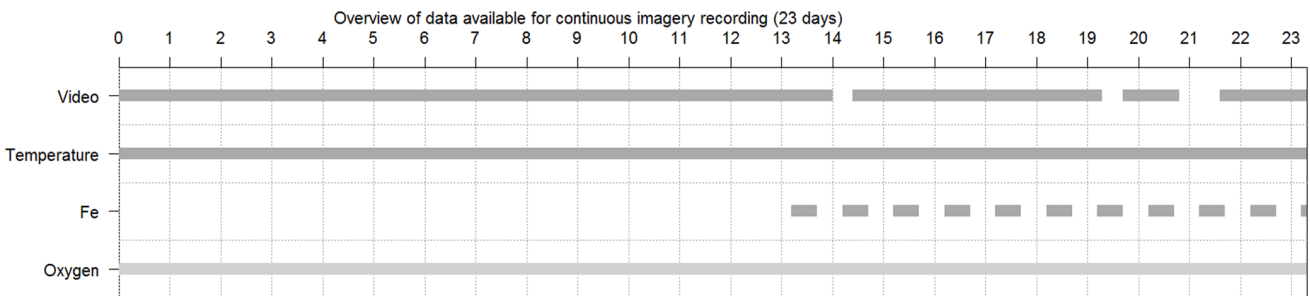 Overview of data available for continuous imagery recording (23 days)
0 1 2 3 4 5 6 7 8 9 10 11 12 13 14 15 16 17 18 19 20 21 22 23
Video
Temperature
Fe
Oxygen